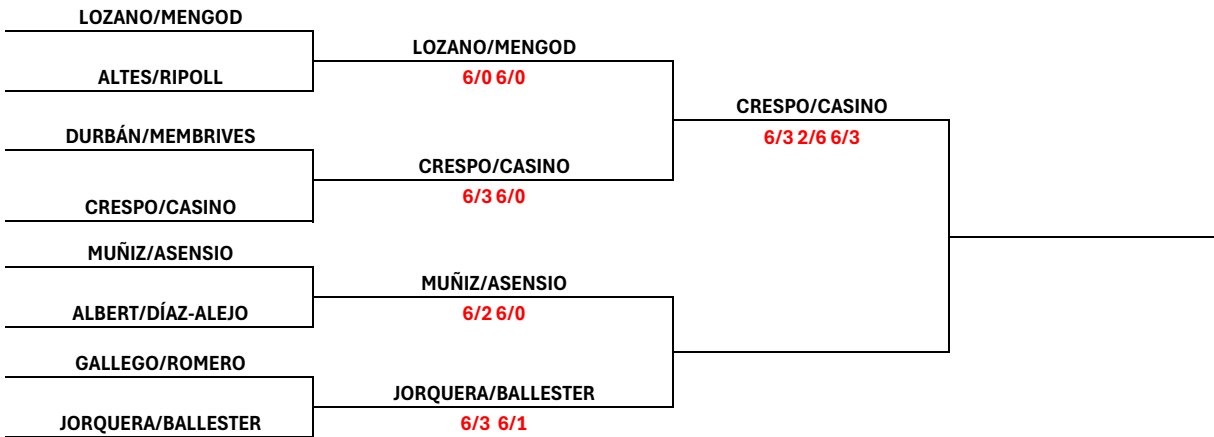 LOZANO/MENGOD
ALTES/RIPOLL
DURBÁN/MEMBRIVES
CRESPO/CASINO
MUÑIZ/ASENSIO
ALBERT/DÍAZ-ALEJO
GALLEGO/ROMERO
JORQUERA/BALLESTER
LOZANO/MENGOD
6/0 6/0
CRESPO/CASINO
6/3 6/0
MUÑIZ/ASENSIO
6/2 6/0
JORQUERA/BALLESTER
6/3 6/1
CRESPO/CASINO
6/3 2/6 6/3